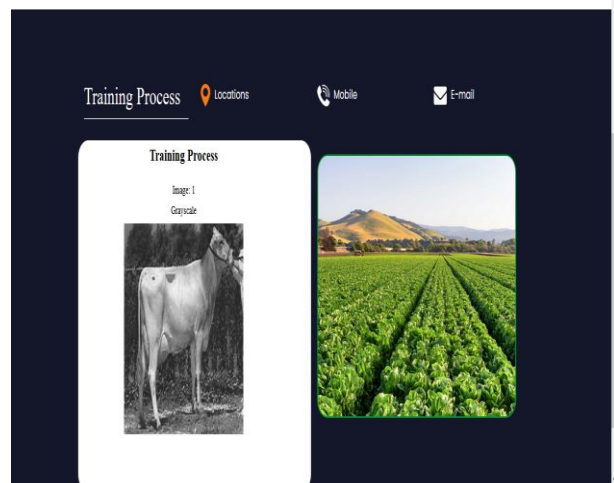 Training Process
Locations
Mobile
E-mail
Training Process
Image: 1
Grayscale